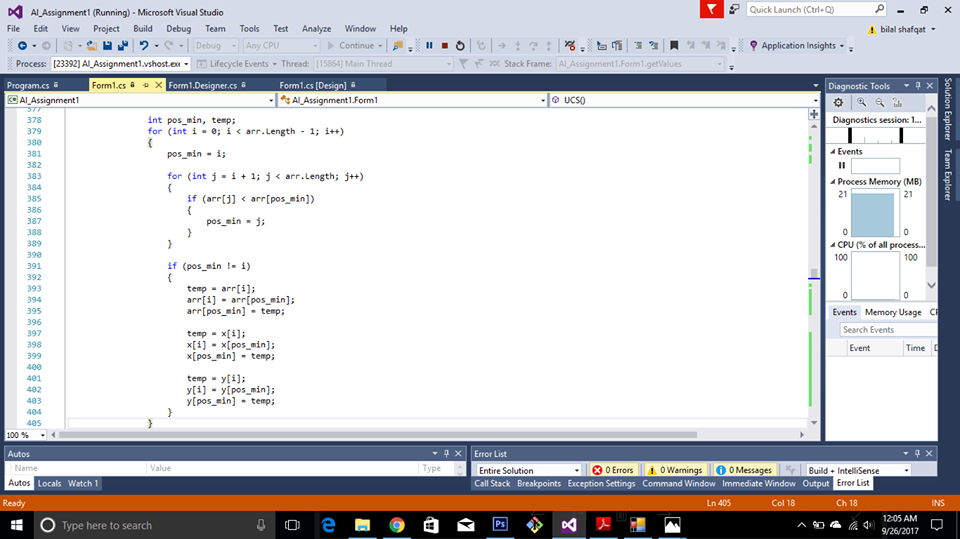 AI_Assignment1 (Running) - Microsoft Visual Studio
Quick Launch (Ctrl+Q)
File Edit View Project Build Debug Team Tools Test Analyze Window Help
bilal shafqat
Debug Any CPU Continue Application Insights
Process: [23392] AI_Assignment1.vshost.exe Lifecycle Events Thread: [15864] Main Thread Stack Frame: AI_Assignment1.Form1.getValues
Program.cs Form1.cs Form1.Designer.cs Form1.cs [Design]
AI_Assignment1 AI_Assignment1.Form1 UCS()
377
378 int pos_min, temp;
379 for (int i = 0; i < arr.Length - 1; i++)
380 {
381 pos_min = i;
382
383 for (int j = i + 1; j < arr.Length; j++)
384 {
385 if (arr[j] < arr[pos_min])
386 {
387 pos_min = j;
388 }
389 }
390
391 if (pos_min != i)
392 {
393 temp = arr[i];
394 arr[i] = arr[pos_min];
395 arr[pos_min] = temp;
396
397 temp = x[i];
398 x[i] = x[pos_min];
399 x[pos_min] = temp;
400
401 temp = y[i];
402 y[i] = y[pos_min];
403 y[pos_min] = temp;
404 }
405 }
100 %
Diagnostic Tools
Diagnostics session: 1...
Events
Process Memory (MB)
21 21
0 0
CPU (% of all process...
100 100
0 0
Events Memory Usage CP
Search Events
Event Time D
Solution Explorer
Team Explorer
Autos
Name Value Type
Autos Locals Watch 1
Error List
Entire Solution 0 Errors 0 Warnings 0 Messages Build + IntelliSense
Call Stack Breakpoints Exception Settings Command Window Immediate Window Output Error List
Ready Ln 405 Col 18 Ch 18 INS
Type here to search
12:05 AM
9/26/2017